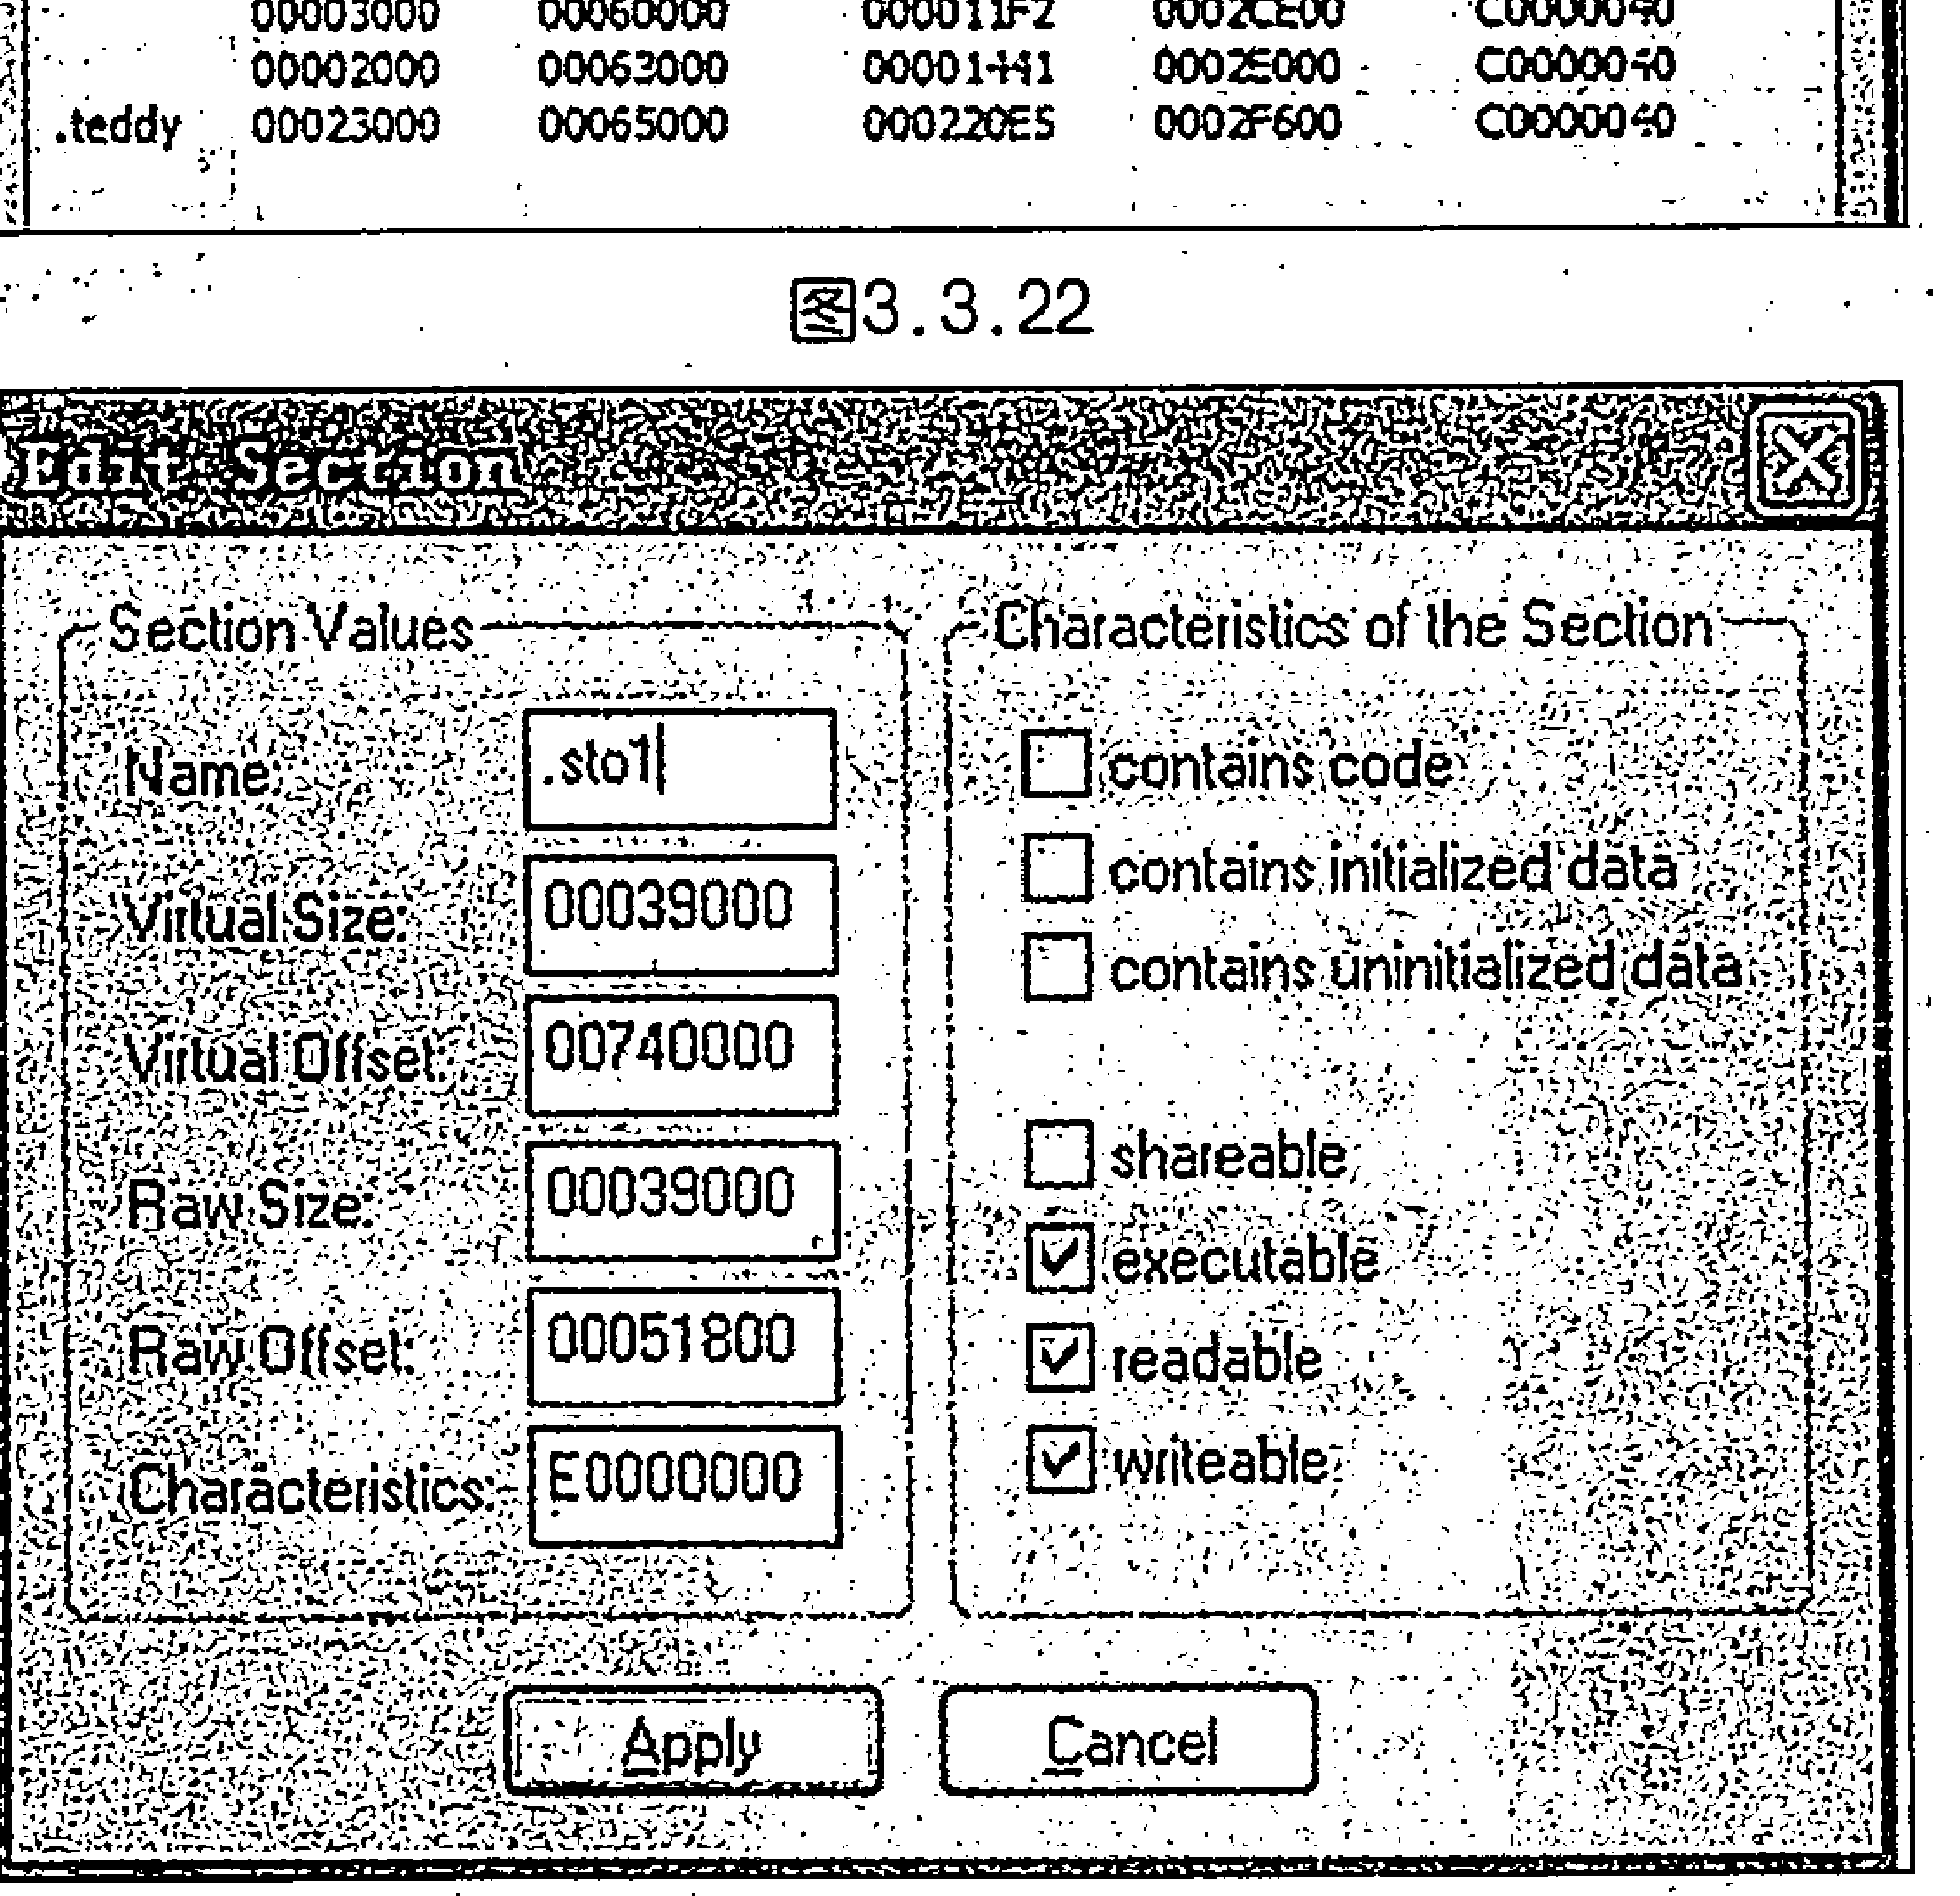 00003000 00060000 000011F2 0002CE00 C0000040
00002000 00063000 00001441 0002E000 C0000040
.teddy 00023000 00065000 000220E5 0002F600 C0000040
图3.3.22
Edit Section
Section Values
Name: .sto1
Virtual Size: 00039000
Virtual Offset: 00740000
Raw Size: 00039000
Raw Offset: 00051800
Characteristics: E0000000
Characteristics of the Section
contains code
contains initialized data
contains uninitialized data
shareable
executable
readable
writeable
Apply Cancel